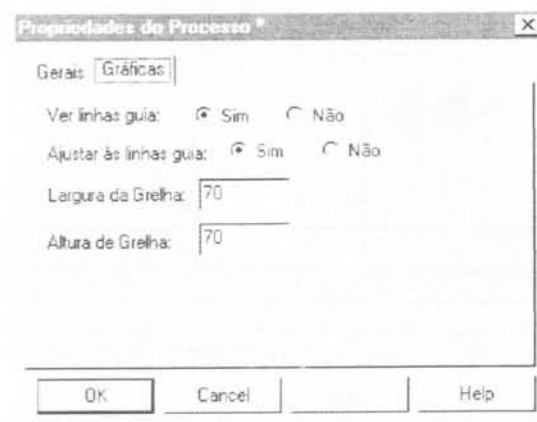 Propriedades do Processo *
Gerais Gráficas
Ver linhas guia: Sim Não
Ajustar às linhas guia: Sim Não
Largura da Grelha: 70
Altura de Grelha: 70
OK Cancel Help